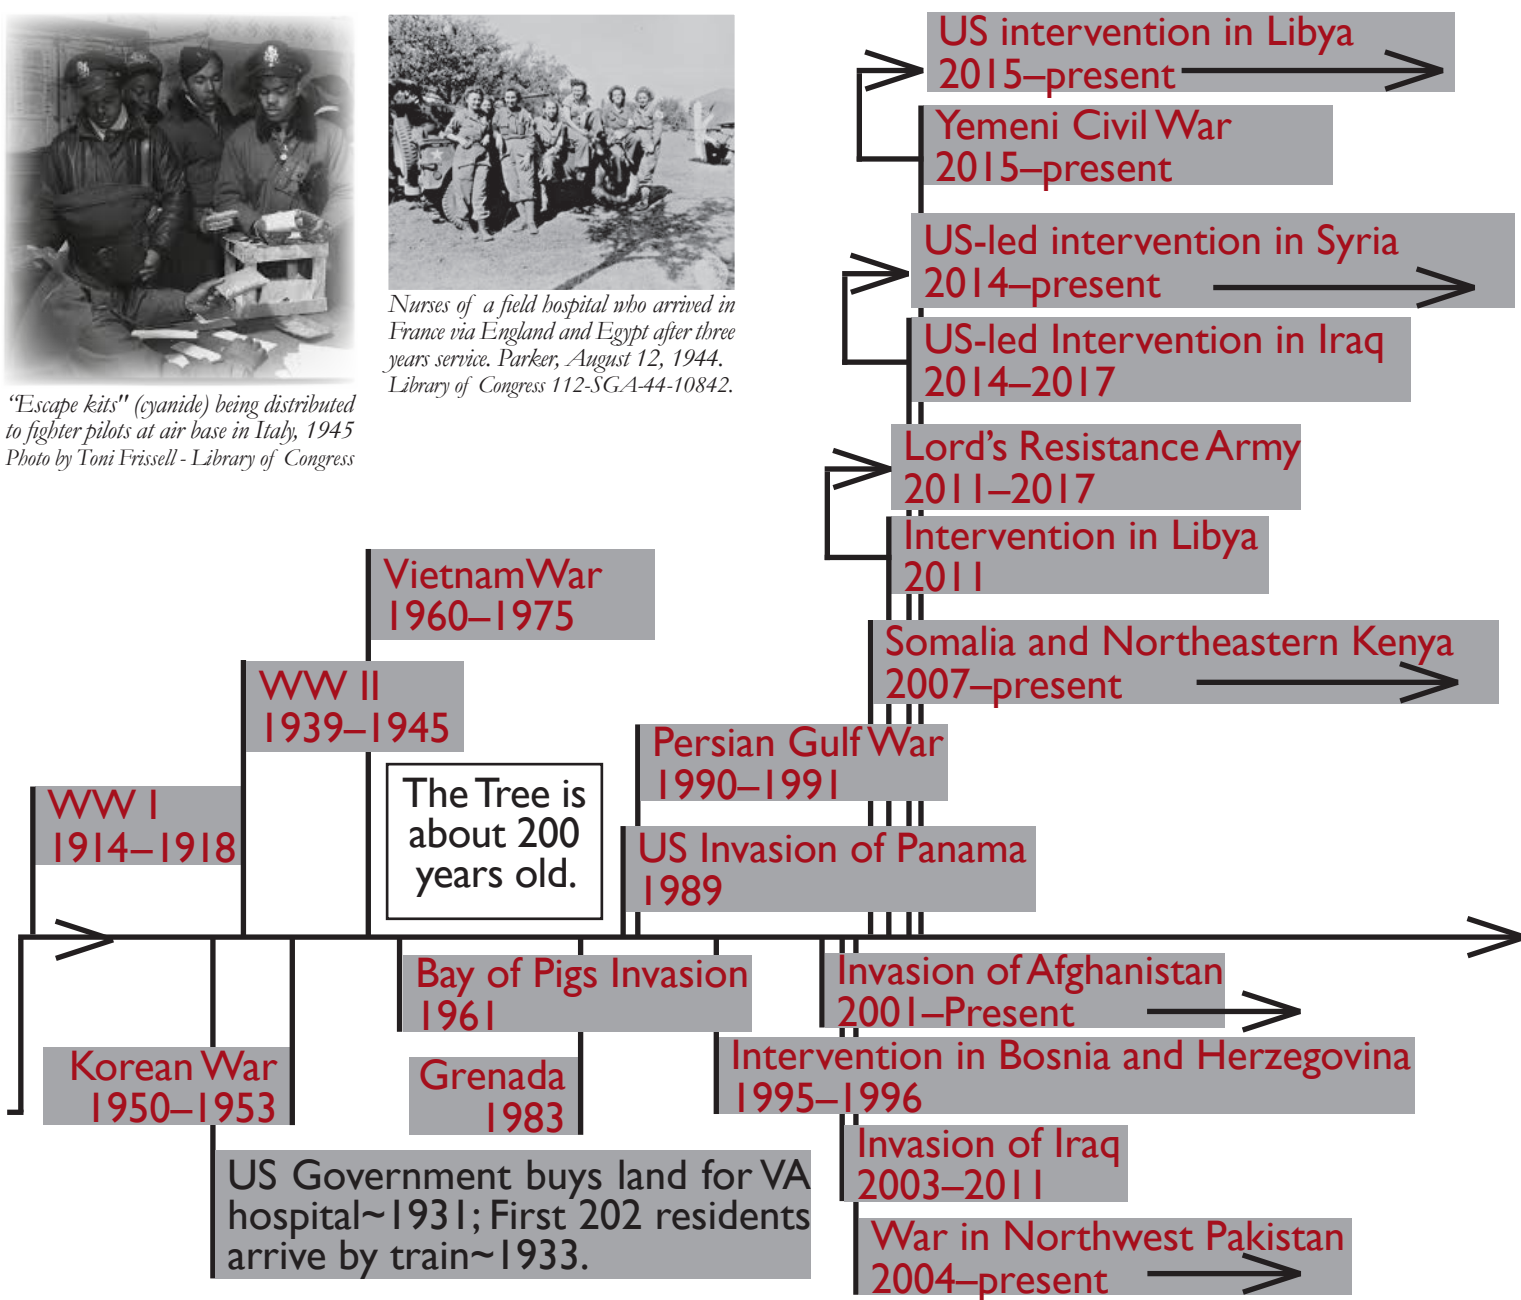 “Escape kits" (cyanide) being distributed
to fighter pilots at air base in Italy, 1945
Photo by Toni Frissell - Library of Congress
Nurses of a field hospital who arrived in
France via England and Egypt after three
years service. Parker, August 12, 1944.
Library of Congress 112-SGA-44-10842.
US intervention in Libya
2015–present
Yemeni Civil War
2015–present
US-led intervention in Syria
2014–present
US-led Intervention in Iraq
2014–2017
Lord’s Resistance Army
2011–2017
Intervention in Libya
2011
Somalia and Northeastern Kenya
2007–present
Vietnam War
1960–1975
WW II
1939–1945
WW I
1914–1918
The Tree is
about 200
years old.
Persian Gulf War
1990–1991
US Invasion of Panama
1989
Bay of Pigs Invasion
1961
Invasion of Afghanistan
2001–Present
Korean War
1950–1953
Grenada
1983
Intervention in Bosnia and Herzegovina
1995–1996
Invasion of Iraq
2003–2011
US Government buys land for VA
hospital~1931; First 202 residents
arrive by train~1933.
War in Northwest Pakistan
2004–present